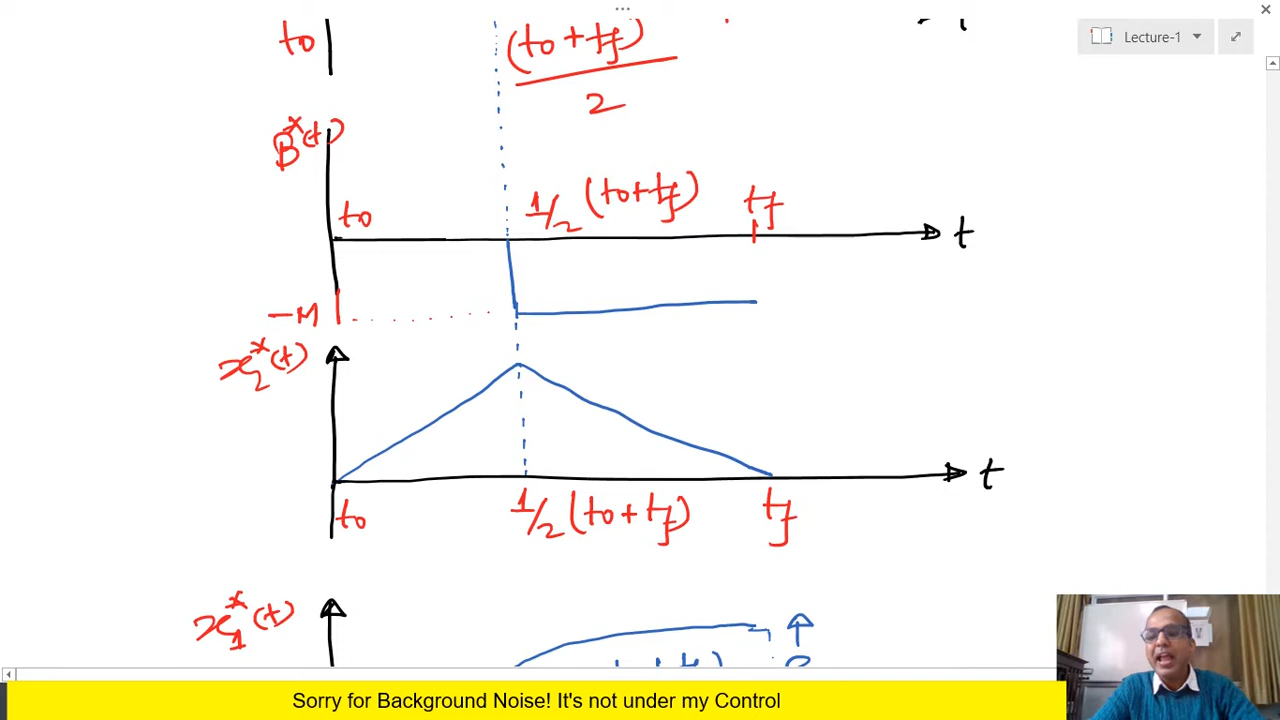 Lecture-1
t0
(t0 + tf)
2
B*(t)
t0
1/2 (t0+tf)
tf
t
-M
x2*(t)
t
t0
1/2 (t0 + tf)
tf
x1*(t)
Sorry for Background Noise! It's not under my Control